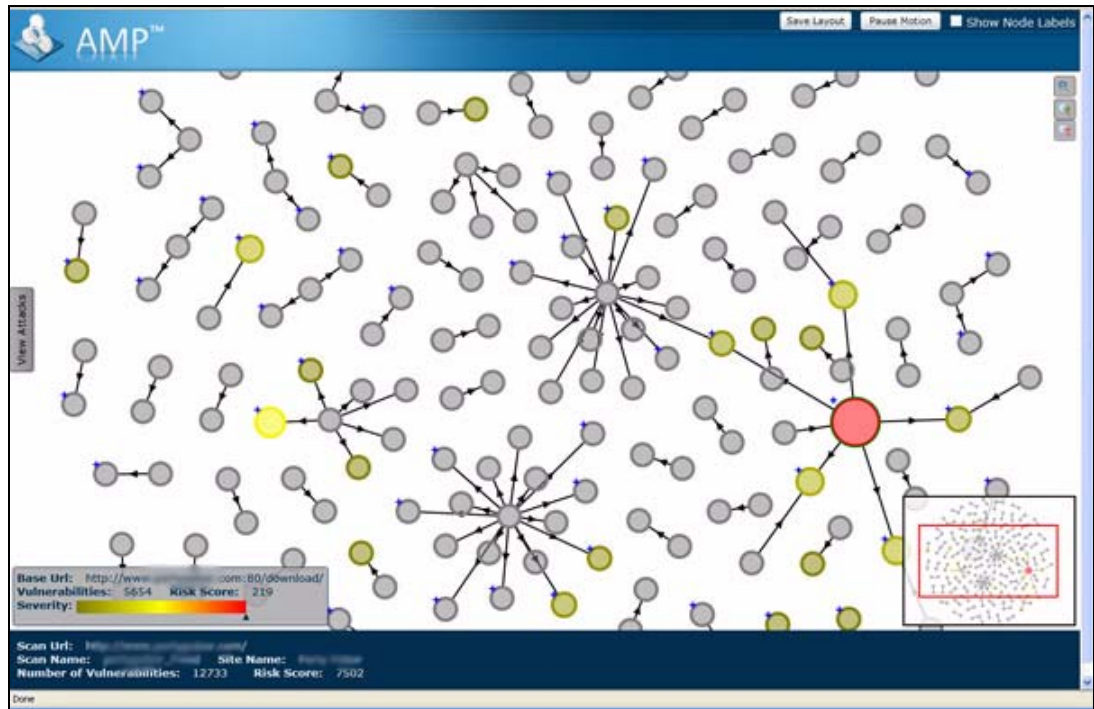 Save Layout Pause Motion Show Node Labels
AMP™
View Attacks
Base Url: .com:80/download/
Vulnerabilities: 5654 Risk Score: 219
Severity:
Scan Url:
Scan Name: Site Name:
Number of Vulnerabilities: 12733 Risk Score: 7502
Done